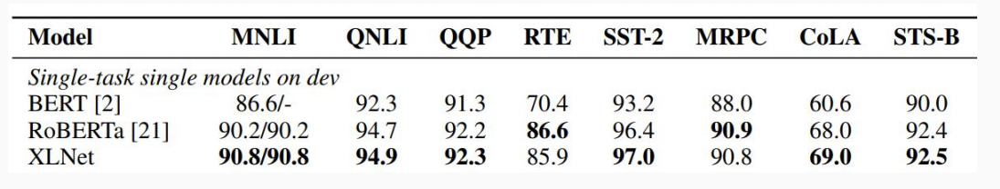 Model MNLI QNLI QQP RTE SST-2 MRPC CoLA STS-B
Single-task single models on dev
BERT [2] 86.6/- 92.3 91.3 70.4 93.2 88.0 60.6 90.0
RoBERTa [21] 90.2/90.2 94.7 92.2 86.6 96.4 90.9 68.0 92.4
XLNet 90.8/90.8 94.9 92.3 85.9 97.0 90.8 69.0 92.5